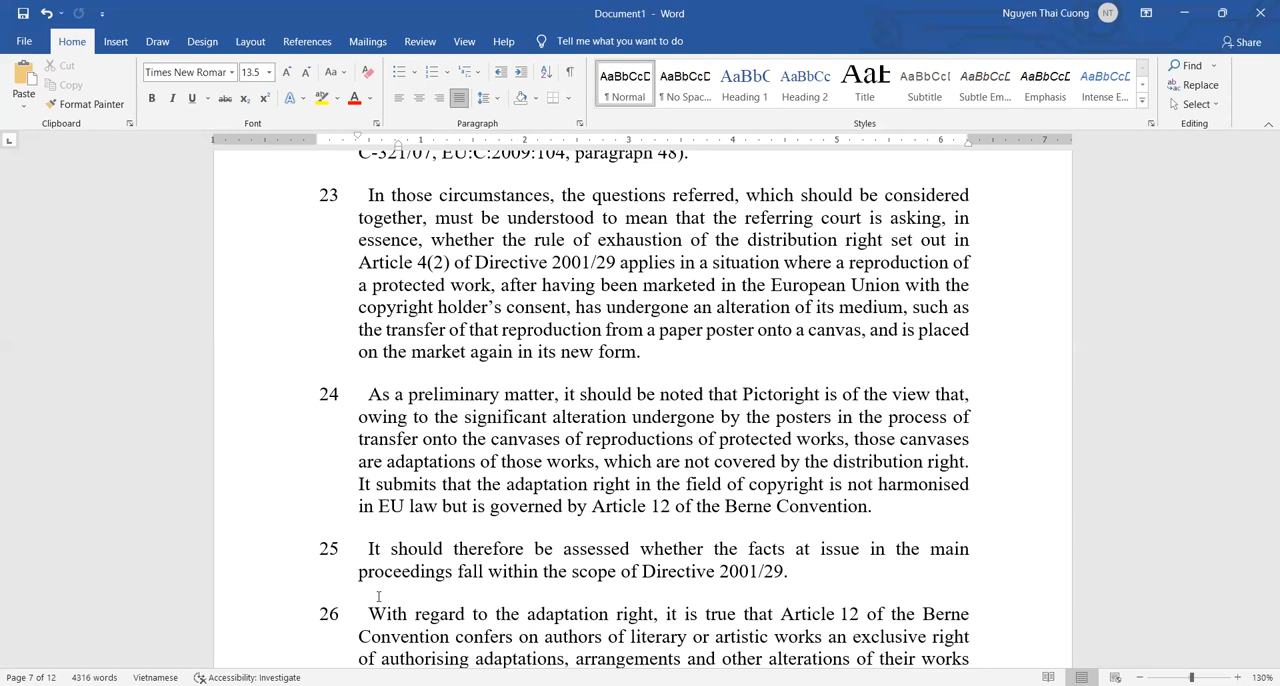 Document1 - Word
Nguyen Thai Cuong
NT
File Home Insert Draw Design Layout References Mailings Review View Help Tell me what you want to do
Share
Paste
Cut
Copy
Format Painter
Clipboard
Times New Romar 13.5
Font
Paragraph
AaBbCcD AaBbCcD AaBbC AaBbCc AaB AaBbCcD AaBbCcD AaBbCcD AaBbCcD
¶ Normal ¶ No Spac... Heading 1 Heading 2 Title Subtitle Subtle Em... Emphasis Intense E...
Styles
Find
Replace
Select
Editing
1 1 2 3 4 5 6 7
C-321/07, EU:C:2009:104, paragraph 48).
23 In those circumstances, the questions referred, which should be considered
together, must be understood to mean that the referring court is asking, in
essence, whether the rule of exhaustion of the distribution right set out in
Article 4(2) of Directive 2001/29 applies in a situation where a reproduction of
a protected work, after having been marketed in the European Union with the
copyright holder’s consent, has undergone an alteration of its medium, such as
the transfer of that reproduction from a paper poster onto a canvas, and is placed
on the market again in its new form.
24 As a preliminary matter, it should be noted that Pictoright is of the view that,
owing to the significant alteration undergone by the posters in the process of
transfer onto the canvases of reproductions of protected works, those canvases
are adaptations of those works, which are not covered by the distribution right.
It submits that the adaptation right in the field of copyright is not harmonised
in EU law but is governed by Article 12 of the Berne Convention.
25 It should therefore be assessed whether the facts at issue in the main
proceedings fall within the scope of Directive 2001/29.
26 With regard to the adaptation right, it is true that Article 12 of the Berne
Convention confers on authors of literary or artistic works an exclusive right
of authorising adaptations, arrangements and other alterations of their works
Page 7 of 12 4316 words Vietnamese Accessibility: Investigate
130%